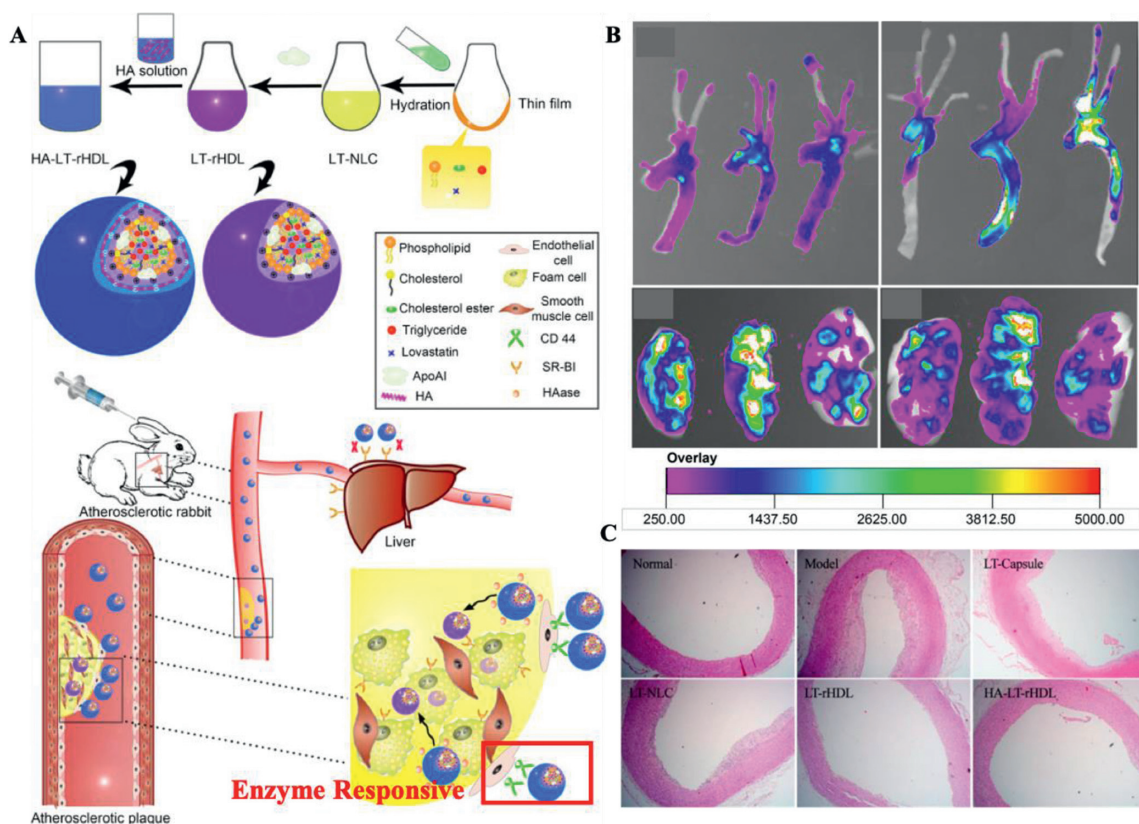 A
HA solution
Hydration
Thin film
HA-LT-rHDL
LT-rHDL
LT-NLC
Phospholipid
Cholesterol
Cholesterol ester
Triglyceride
Lovastatin
ApoAI
HA
Endothelial
cell
Foam cell
Smooth
muscle cell
CD 44
SR-BI
HAase
Atherosclerotic rabbit
Liver
Enzyme Responsive
Atherosclerotic plaque
B
Overlay
250.00 1437.50 2625.00 3812.50 5000.00
C
Normal
Model
LT-Capsule
LT-NLC
LT-rHDL
HA-LT-rHDL